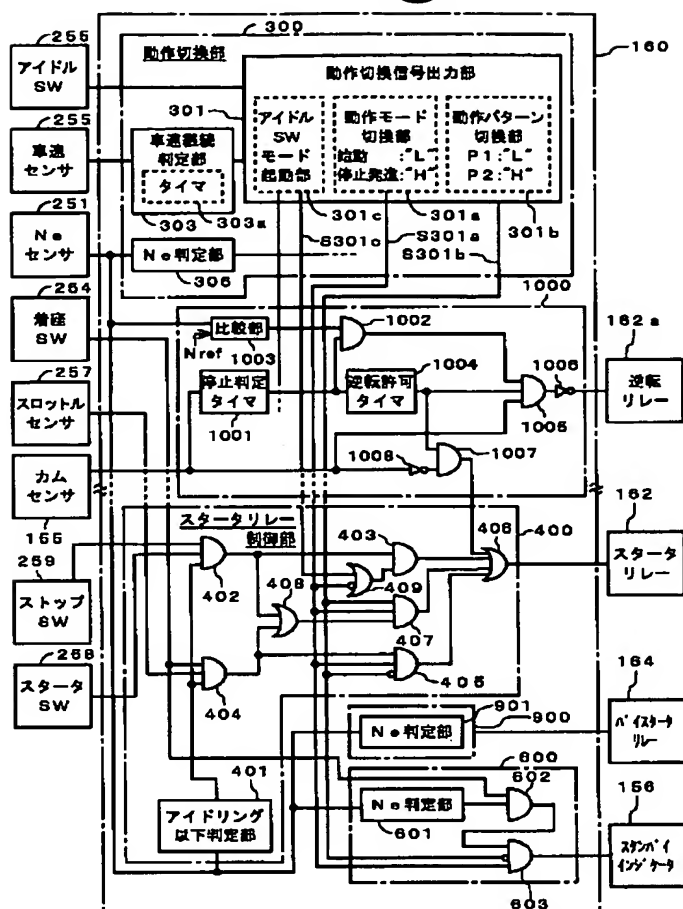 300
160
255
アイドル
SW
255
車速
センサ
251
Ne
センサ
254
着座
SW
257
スロットル
センサ
カム
センサ
155
259
ストップ
SW
258
スタータ
SW
動作切換部
動作切換信号出力部
301
アイドル
SW
モード
起動部
動作モード
切換部
始動 :"L"
停止発進:"H"
動作パターン
切換部
P1:"L"
P2:"H"
車速継続
判定部
タイマ
303
303a
301c
301a
301b
S301c
S301a
S301b
Ne判定部
305
1000
比較部
1003
Nref
1002
停止判定
タイマ
1001
逆転許可
タイマ
1004
1005
1006
1007
1008
162a
逆転
リレー
スタータリレー
制御部
400
402
403
404
405
406
407
408
409
162
スタータ
リレー
アイドリング
以下判定部
401
Ne判定部
901
900
164
バイスタータ
リレー
600
Ne判定部
601
602
603
156
スタンバイ
インジケータ